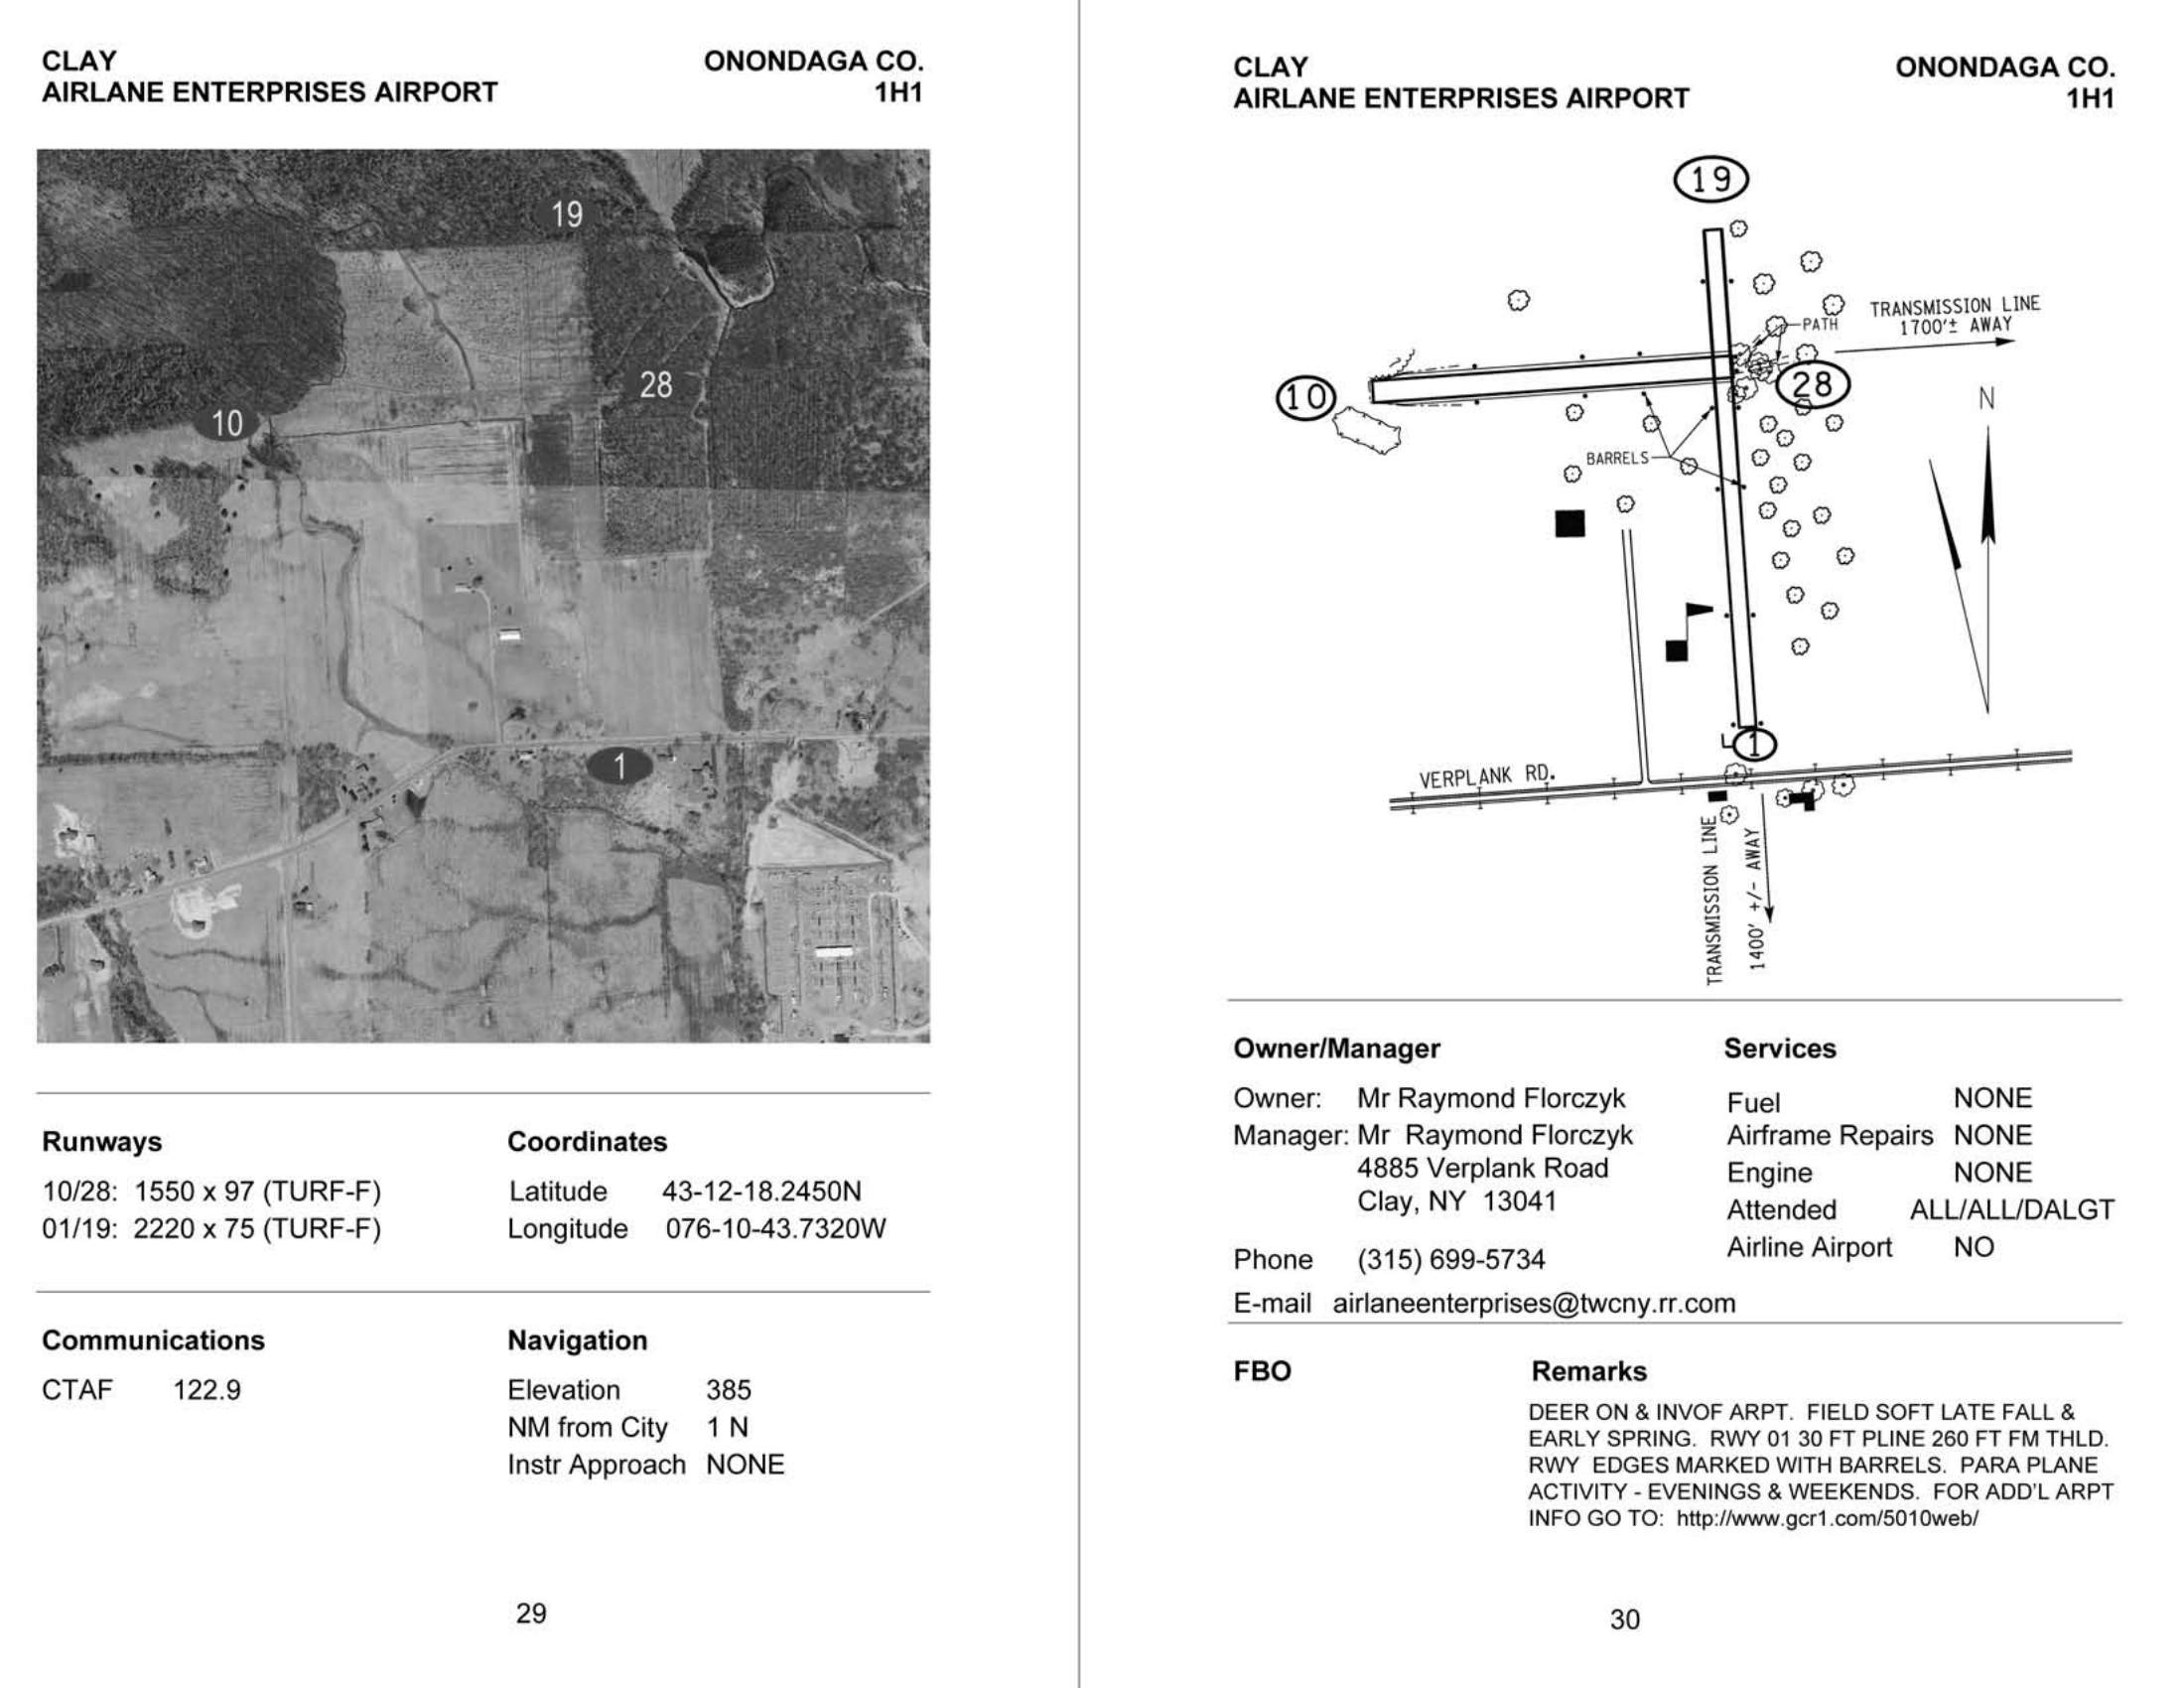 CLAY
ONONDAGA CO.
AIRLANE ENTERPRISES AIRPORT
1H1
19
28
10
1
Runways
10/28: 1550 x 97 (TURF-F)
01/19: 2220 x 75 (TURF-F)
Coordinates
Latitude 43-12-18.2450N
Longitude 076-10-43.7320W
Communications
CTAF 122.9
Navigation
Elevation 385
NM from City 1 N
Instr Approach NONE
29
CLAY
ONONDAGA CO.
AIRLANE ENTERPRISES AIRPORT
1H1
19
TRANSMISSION LINE
1700'± AWAY
PATH
10
28
N
BARRELS
1
VERPLANK RD.
TRANSMISSION LINE
1400' +/- AWAY
Owner/Manager
Owner: Mr Raymond Florczyk
Manager: Mr Raymond Florczyk
4885 Verplank Road
Clay, NY 13041
Phone (315) 699-5734
E-mail airlaneenterprises@twcny.rr.com
Services
Fuel NONE
Airframe Repairs NONE
Engine NONE
Attended ALL/ALL/DALGT
Airline Airport NO
FBO
Remarks
DEER ON & INVOF ARPT. FIELD SOFT LATE FALL &
EARLY SPRING. RWY 01 30 FT PLINE 260 FT FM THLD.
RWY EDGES MARKED WITH BARRELS. PARA PLANE
ACTIVITY - EVENINGS & WEEKENDS. FOR ADD'L ARPT
INFO GO TO: http://www.gcr1.com/5010web/
30